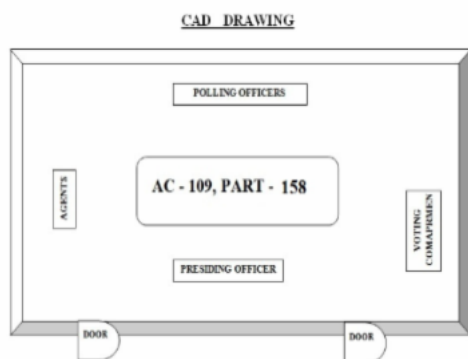 CAD DRAWING
POLLING OFFICERS
AGENTS
AC - 109, PART - 158
VOTING
COMAPRMEN
PRESIDING OFFICER
DOOR
DOOR